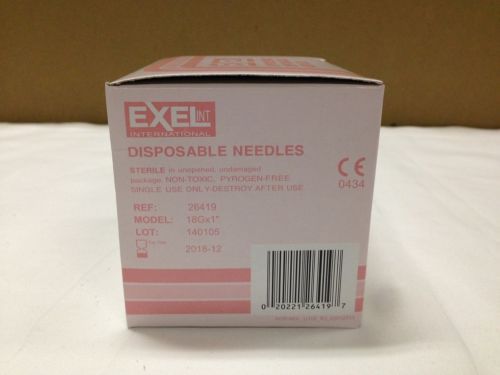 EXEL INT
INTERNATIONAL
DISPOSABLE NEEDLES
STERILE in unopened, undamaged
package, NON-TOXIC, PYROGEN-FREE
SINGLE USE ONLY-DESTROY AFTER USE
CE
0434
REF: 26419
MODEL: 18Gx1"
LOT: 140105
2018-12
0 20221 26419 7